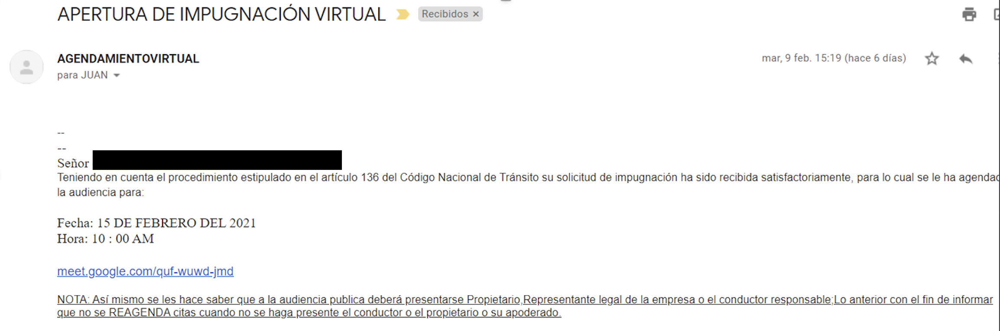 APERTURA DE IMPUGNACIÓN VIRTUAL Recibidos ×
AGENDAMIENTOVIRTUAL mar, 9 feb. 15:19 (hace 6 días)
para JUAN
--
--
Señor
Teniendo en cuenta el procedimiento estipulado en el artículo 136 del Código Nacional de Tránsito su solicitud de impugnación ha sido recibida satisfactoriamente, para lo cual se le ha
la audiencia para:
Fecha: 15 DE FEBRERO DEL 2021
Hora: 10 : 00 AM
meet.google.com/quf-wuwd-jmd
NOTA: Así mismo se les hace saber que a la audiencia publica deberá presentarse Propietario,Representante legal de la empresa o el conductor responsable;Lo anterior con el fin de informar
que no se REAGENDA citas cuando no se haga presente el conductor o el propietario o su apoderado.